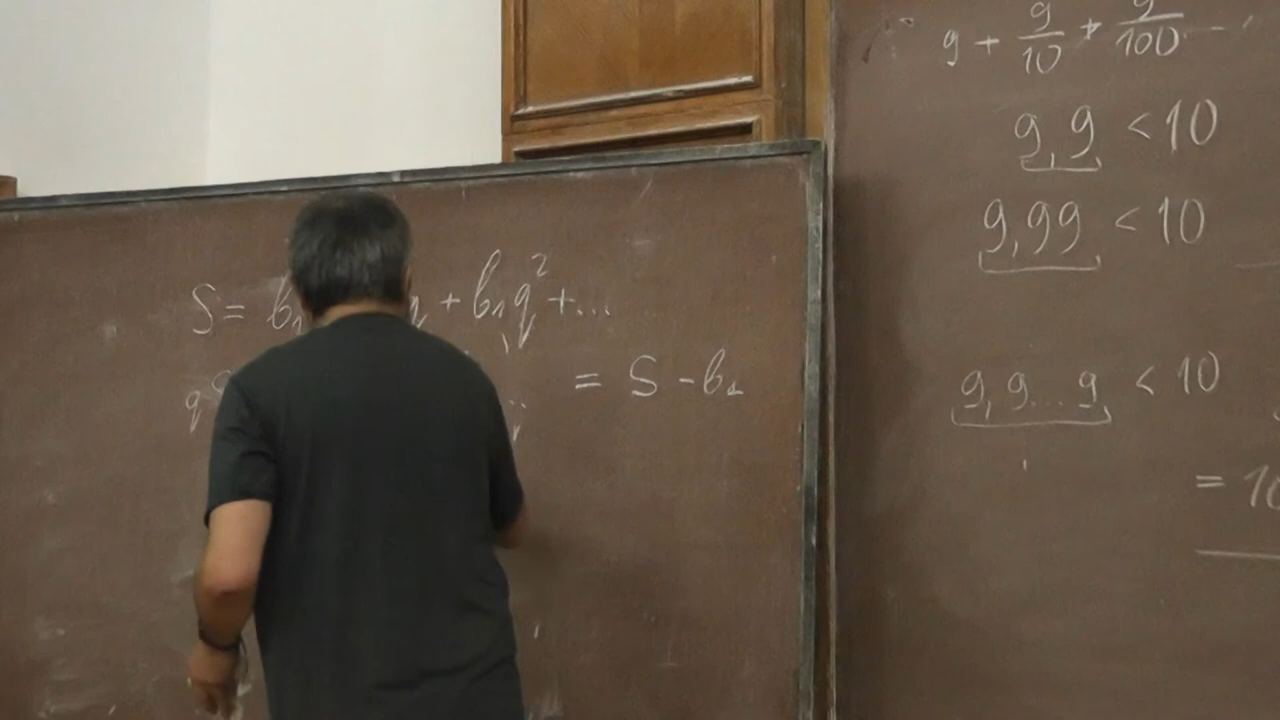 S = b₁ q + b₁q² + ...
q = S - b₁
9 + 9/10 + 9/100
9,9 < 10
9,99 < 10
9,9...9 < 10
= 10